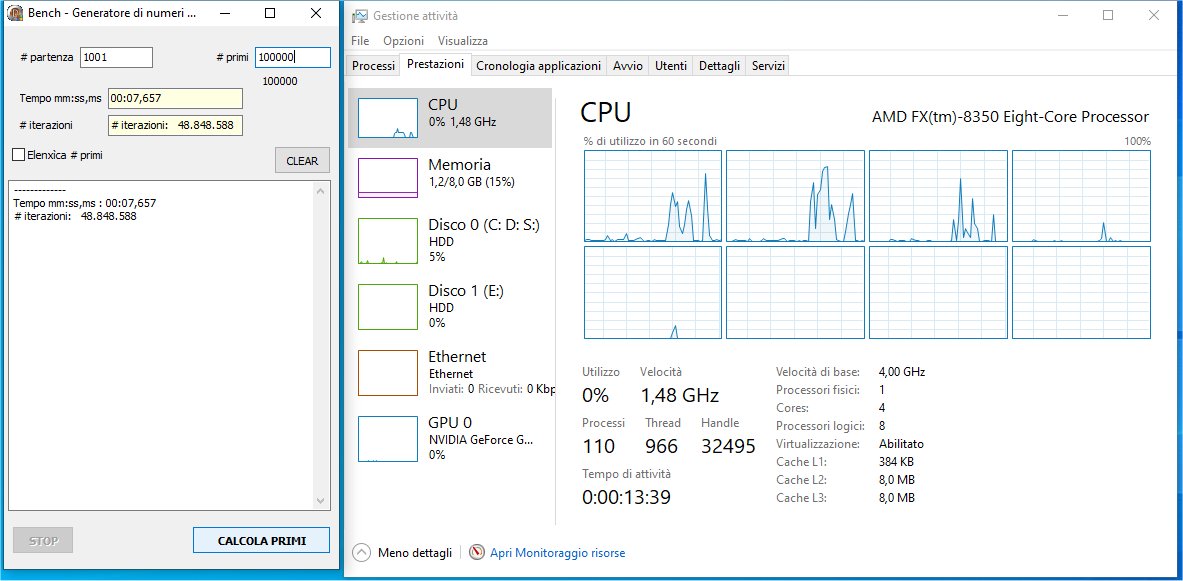 Bench - Generatore di numeri ...
# partenza 1001 # primi 100000
100000
Tempo mm:ss,ms 00:07,657
# iterazioni # iterazioni: 48.848.588
Elenxica # primi
CLEAR
-------------
Tempo mm:ss,ms : 00:07,657
# iterazioni: 48.848.588
STOP
CALCOLA PRIMI
Gestione attività
File Opzioni Visualizza
Processi Prestazioni Cronologia applicazioni Avvio Utenti Dettagli Servizi
CPU
0% 1,48 GHz
Memoria
1,2/8,0 GB (15%)
Disco 0 (C: D: S:)
HDD
5%
Disco 1 (E:)
HDD
0%
Ethernet
Ethernet
Inviati: 0 Ricevuti: 0 Kbp
GPU 0
NVIDIA GeForce G...
0%
CPU
AMD FX(tm)-8350 Eight-Core Processor
% di utilizzo in 60 secondi 100%
Utilizzo Velocità
0% 1,48 GHz
Processi Thread Handle
110 966 32495
Tempo di attività
0:00:13:39
Velocità di base: 4,00 GHz
Processori fisici: 1
Cores: 4
Processori logici: 8
Virtualizzazione: Abilitato
Cache L1: 384 KB
Cache L2: 8,0 MB
Cache L3: 8,0 MB
Meno dettagli
Apri Monitoraggio risorse